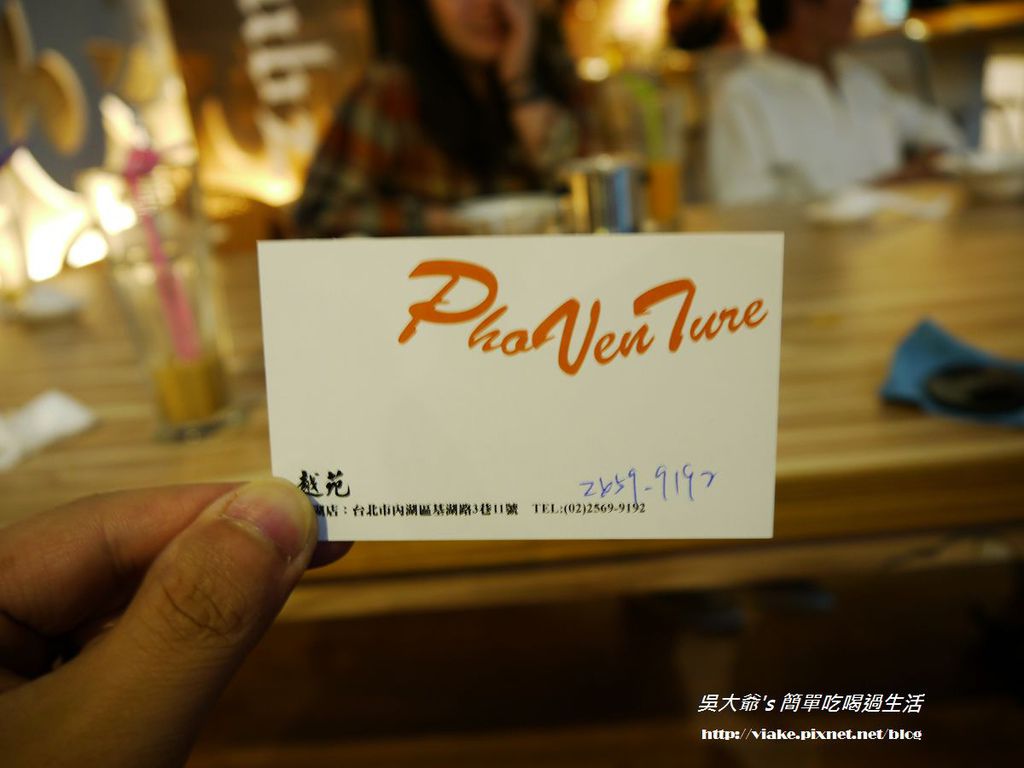 PhoVenTure
越苑
2659-9192
湖店：台北市內湖區基湖路3巷11號 TEL:(02)2569-9192
吳大爺's 簡單吃喝過生活
http://viake.pixnet.net/blog